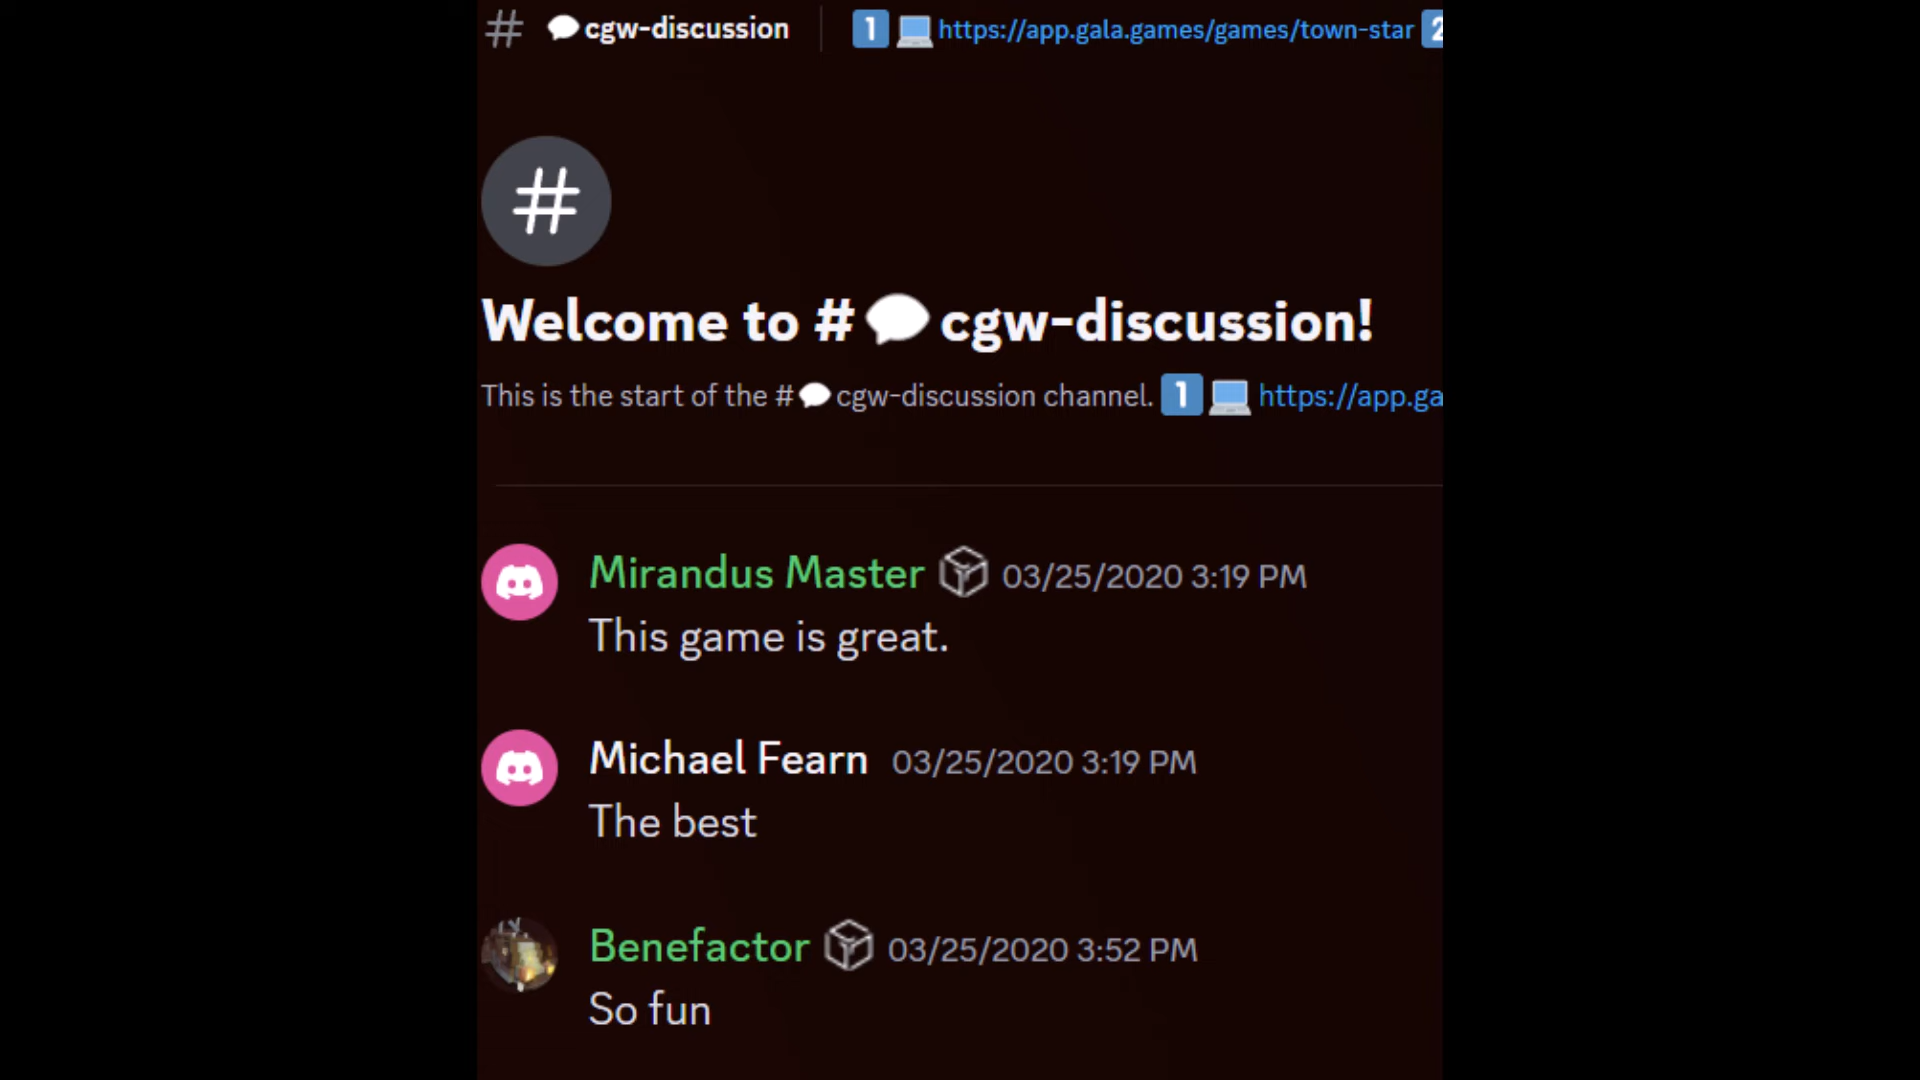 # 💬cgw-discussion 1️⃣ 💻 https://app.gala.games/games/town-star 2
#
Welcome to #💬cgw-discussion!
This is the start of the #💬cgw-discussion channel. 1️⃣ 💻 https://app.ga
Mirandus Master 03/25/2020 3:19 PM
This game is great.
Michael Fearn 03/25/2020 3:19 PM
The best
Benefactor 03/25/2020 3:52 PM
So fun